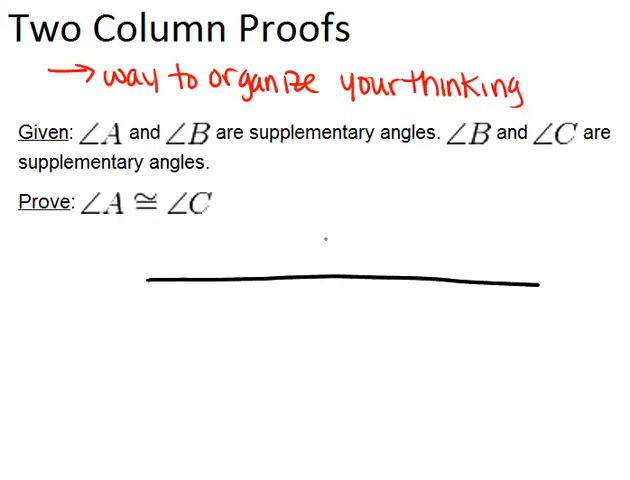 Two Column Proofs
→ way to organize your thinking
Given: ∠A and ∠B are supplementary angles. ∠B and ∠C are
supplementary angles.
Prove: ∠A ≅ ∠C